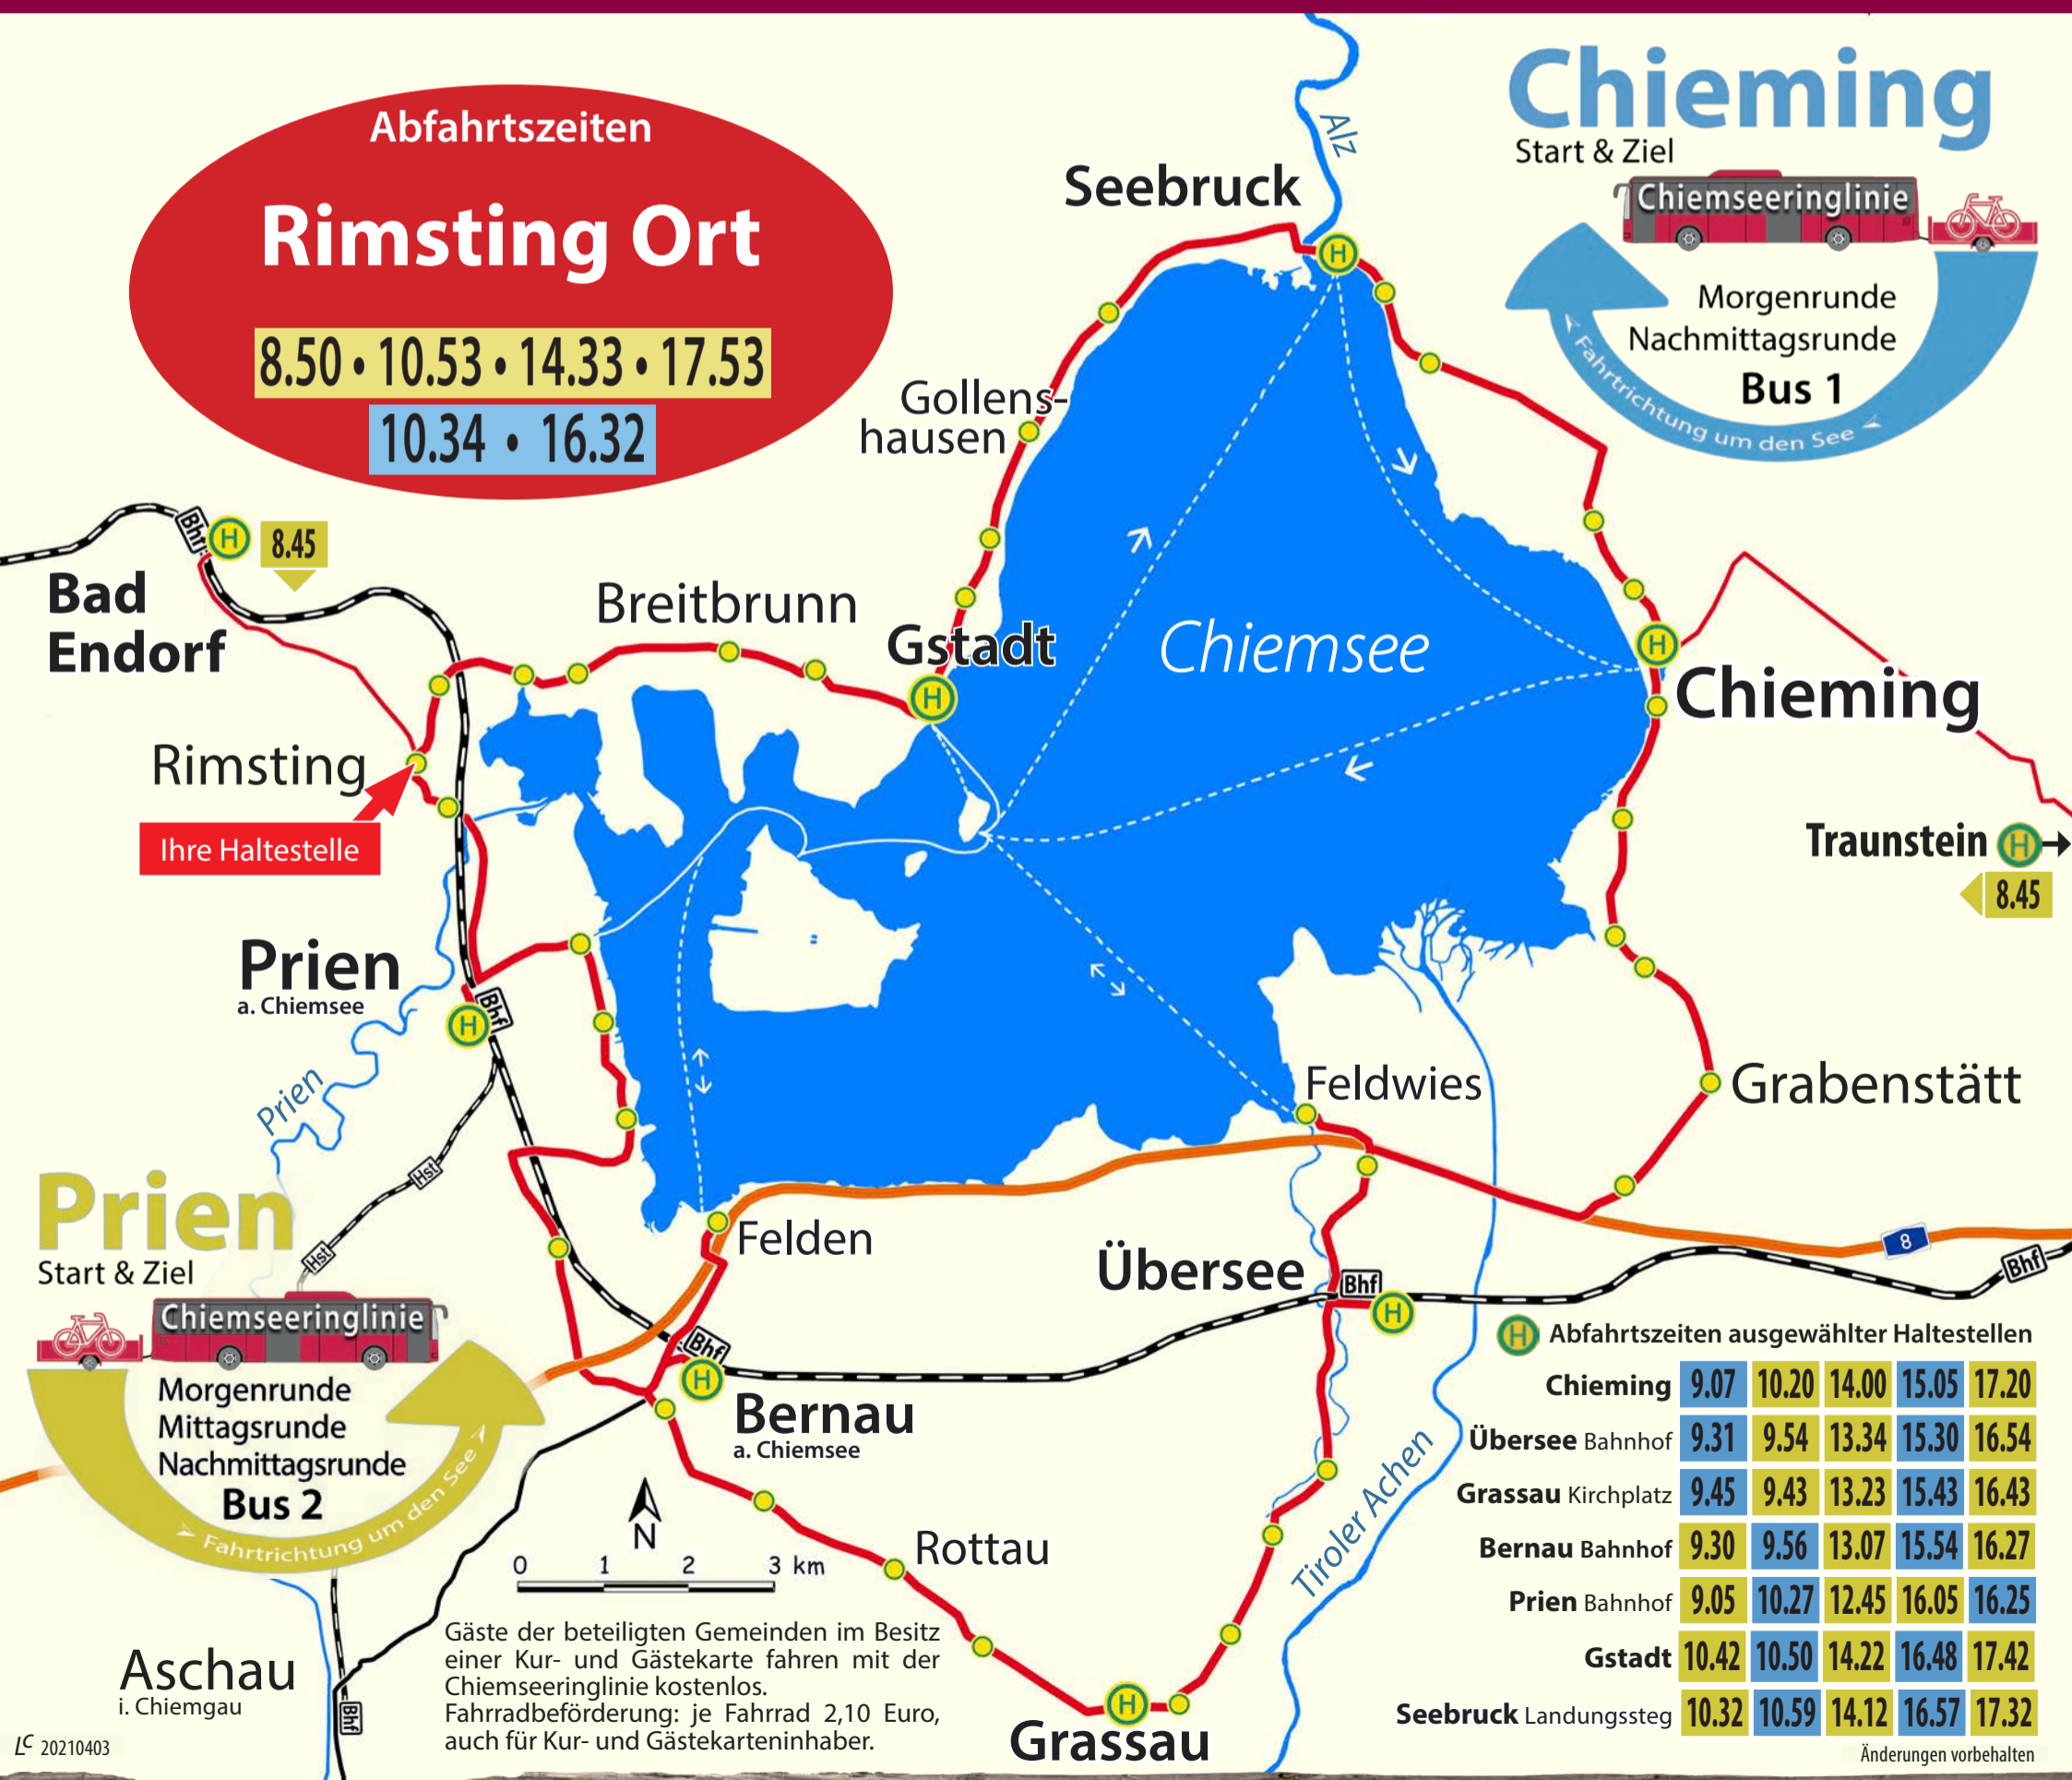 Abfahrtszeiten
Rimsting Ort
8.50 • 10.53 • 14.33 • 17.53
10.34 • 16.32
Chieming
Start & Ziel
Chiemseeringlinie
Morgenrunde
Nachmittagsrunde
Bus 1
Fahrtrichtung um den See
Alz
Seebruck
H
Gollens-
hausen
Bhf
H
8.45
Bad
Endorf
Breitbrunn
Gstadt
H
Chiemsee
H
Chieming
Rimsting
Ihre Haltestelle
Traunstein H
8.45
Prien
a. Chiemsee
Bhf
H
Prien
Feldwies
Grabenstätt
Hst
Hst
Prien
Start & Ziel
Chiemseeringlinie
Morgenrunde
Mittagsrunde
Nachmittagsrunde
Bus 2
Fahrtrichtung um den See
Felden
Übersee
Bhf
H
8
Bhf
Bhf
H
Bernau
a. Chiemsee
Tiroler Achen
N
0 1 2 3 km
Rottau
Aschau
i. Chiemgau
Bhf
Gäste der beteiligten Gemeinden im Besitz
einer Kur- und Gästekarte fahren mit der
Chiemseeringlinie kostenlos.
Fahrradbeförderung: je Fahrrad 2,10 Euro,
auch für Kur- und Gästekarteninhaber.
H
Grassau
H Abfahrtszeiten ausgewählter Haltestellen
Chieming 9.07 10.20 14.00 15.05 17.20
Übersee Bahnhof 9.31 9.54 13.34 15.30 16.54
Grassau Kirchplatz 9.45 9.43 13.23 15.43 16.43
Bernau Bahnhof 9.30 9.56 13.07 15.54 16.27
Prien Bahnhof 9.05 10.27 12.45 16.05 16.25
Gstadt 10.42 10.50 14.22 16.48 17.42
Seebruck Landungssteg 10.32 10.59 14.12 16.57 17.32
Änderungen vorbehalten
LC 20210403